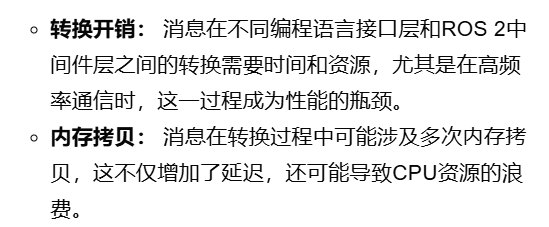 转换开销： 消息在不同编程语言接口层和ROS 2中
间件层之间的转换需要时间和资源，尤其是在高频
率通信时，这一过程成为性能的瓶颈。
内存拷贝： 消息在转换过程中可能涉及多次内存拷
贝，这不仅增加了延迟，还可能导致CPU资源的浪
费。